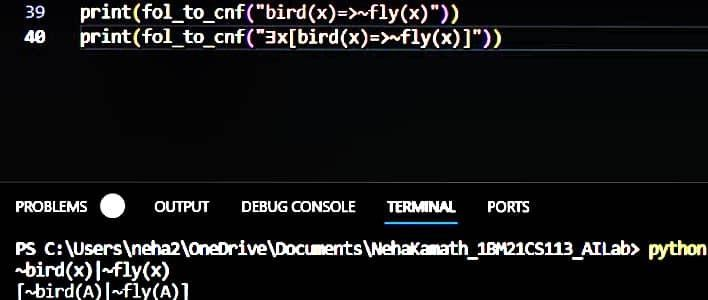 39 print(fol_to_cnf("bird(x)=>~fly(x)"))
40 print(fol_to_cnf("∃x[bird(x)=>~fly(x)]"))
PROBLEMS OUTPUT DEBUG CONSOLE TERMINAL PORTS
PS C:\Users\neha2\OneDrive\Documents\NehaKamath_1BM21CS113_AILab> python
~bird(x)|~fly(x)
[~bird(A)|~fly(A)]